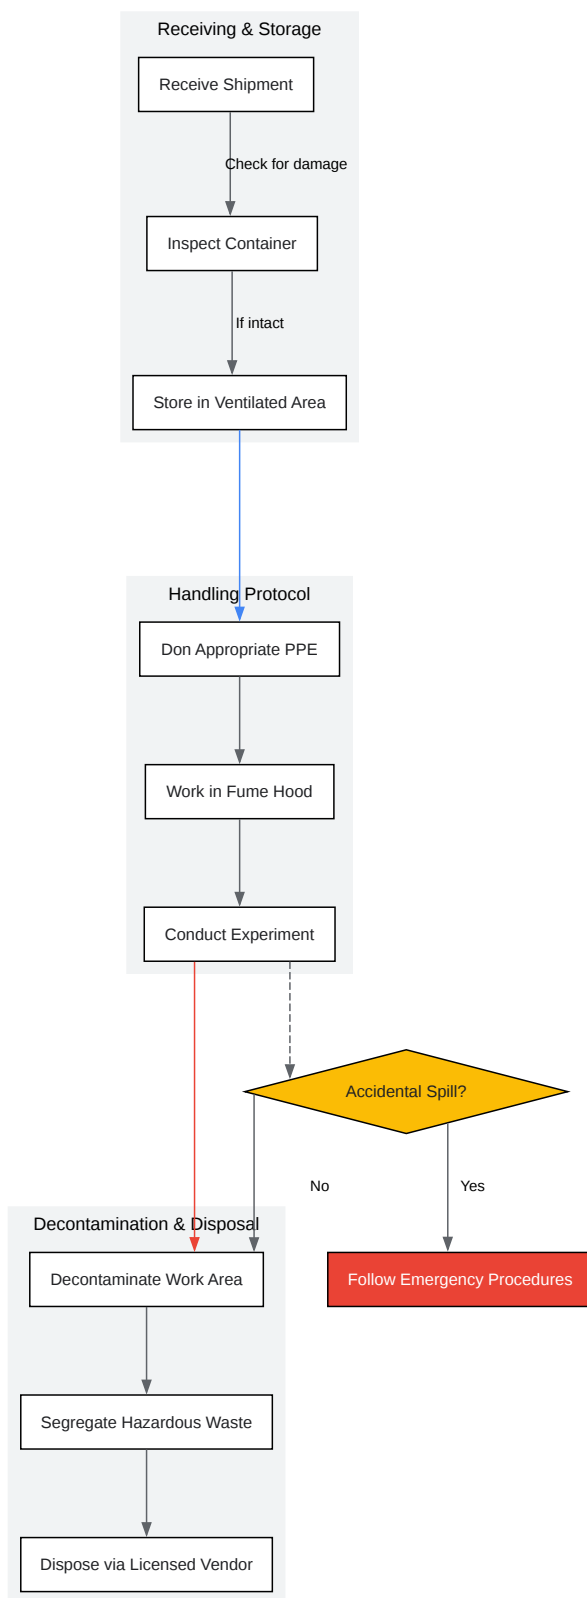 Receiving & Storage
Receive Shipment
Check for damage
Inspect Container
If intact
Store in Ventilated Area
Handling Protocol
Don Appropriate PPE
Work in Fume Hood
Conduct Experiment
Accidental Spill?
No
Yes
Decontamination & Disposal
Decontaminate Work Area
Follow Emergency Procedures
Segregate Hazardous Waste
Dispose via Licensed Vendor